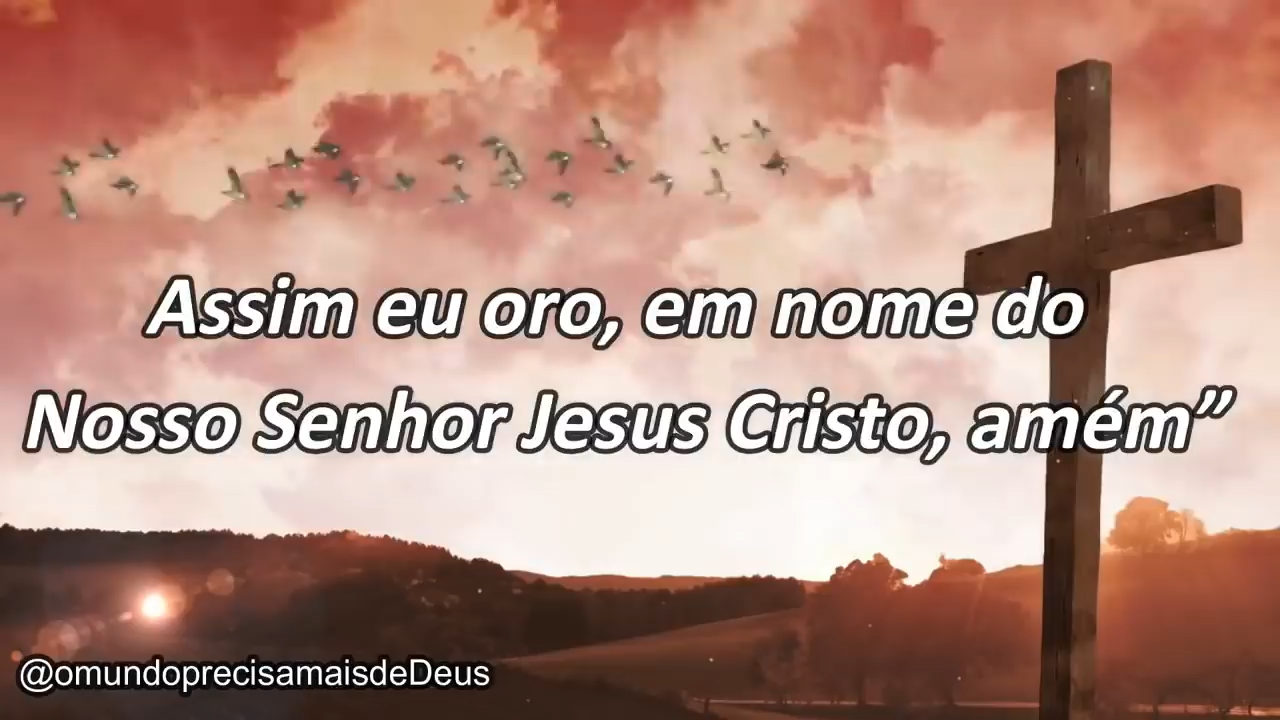 Assim eu oro, em nome do
Nosso Senhor Jesus Cristo, amém”
@omundoprecisamaisdeDeus